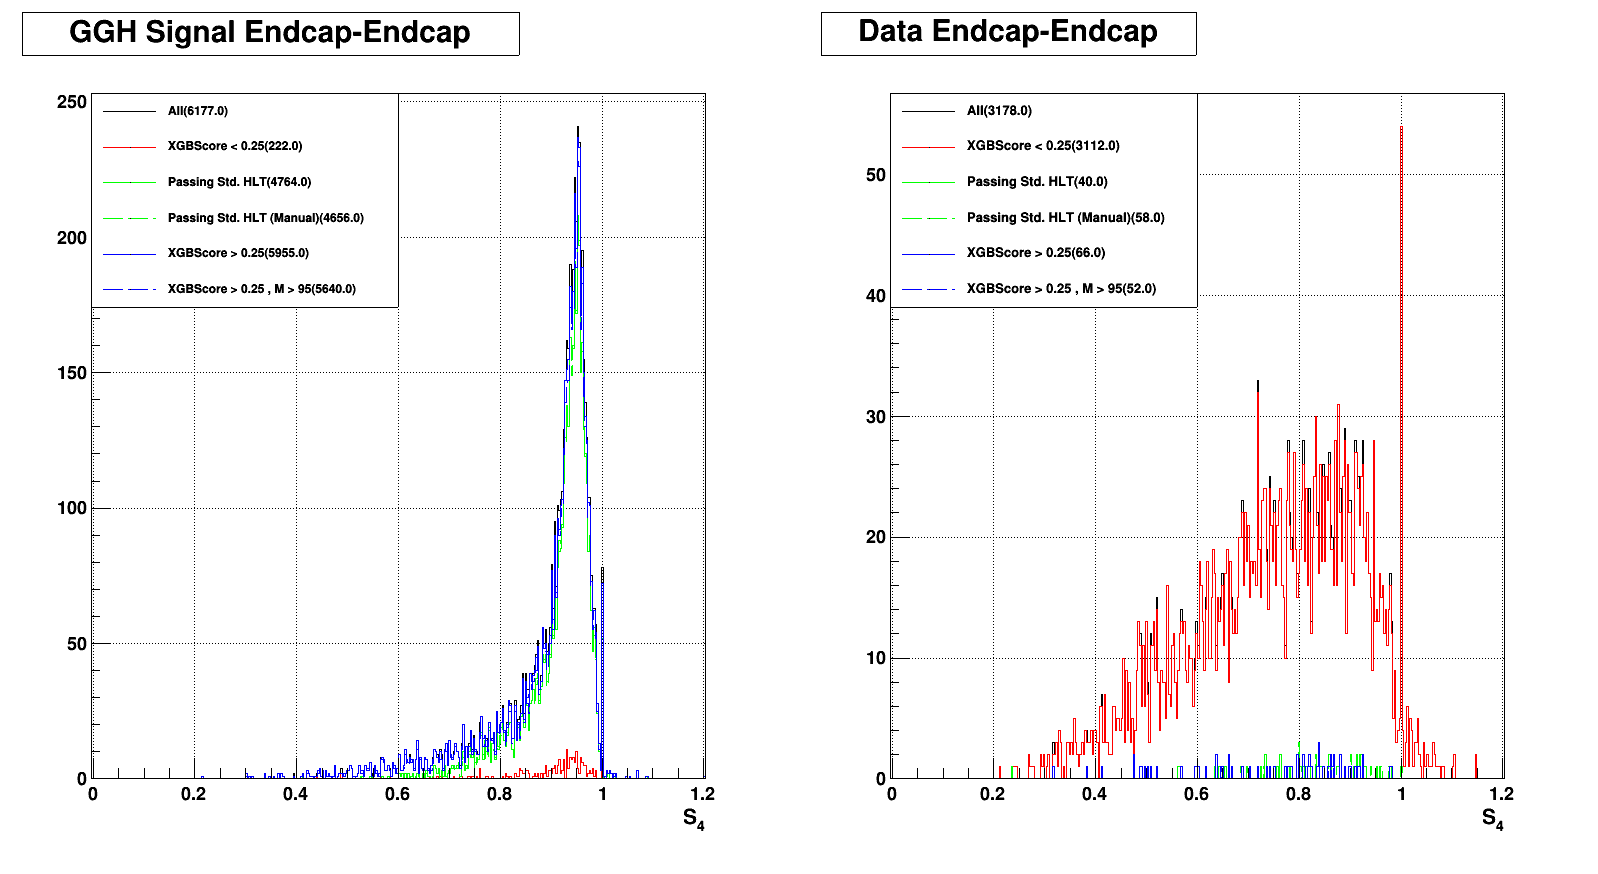 GGH Signal Endcap-Endcap
250
200
150
100
50
0
All(6177.0)
XGBScore < 0.25(222.0)
Passing Std. HLT(4764.0)
Passing Std. HLT (Manual)(4656.0)
XGBScore > 0.25(5955.0)
XGBScore > 0.25 , M > 95(5640.0)
0 0.2 0.4 0.6 0.8 1 1.2
S4
Data Endcap-Endcap
50
40
30
20
10
0
All(3178.0)
XGBScore < 0.25(3112.0)
Passing Std. HLT(40.0)
Passing Std. HLT (Manual)(58.0)
XGBScore > 0.25(66.0)
XGBScore > 0.25 , M > 95(52.0)
0 0.2 0.4 0.6 0.8 1 1.2
S4